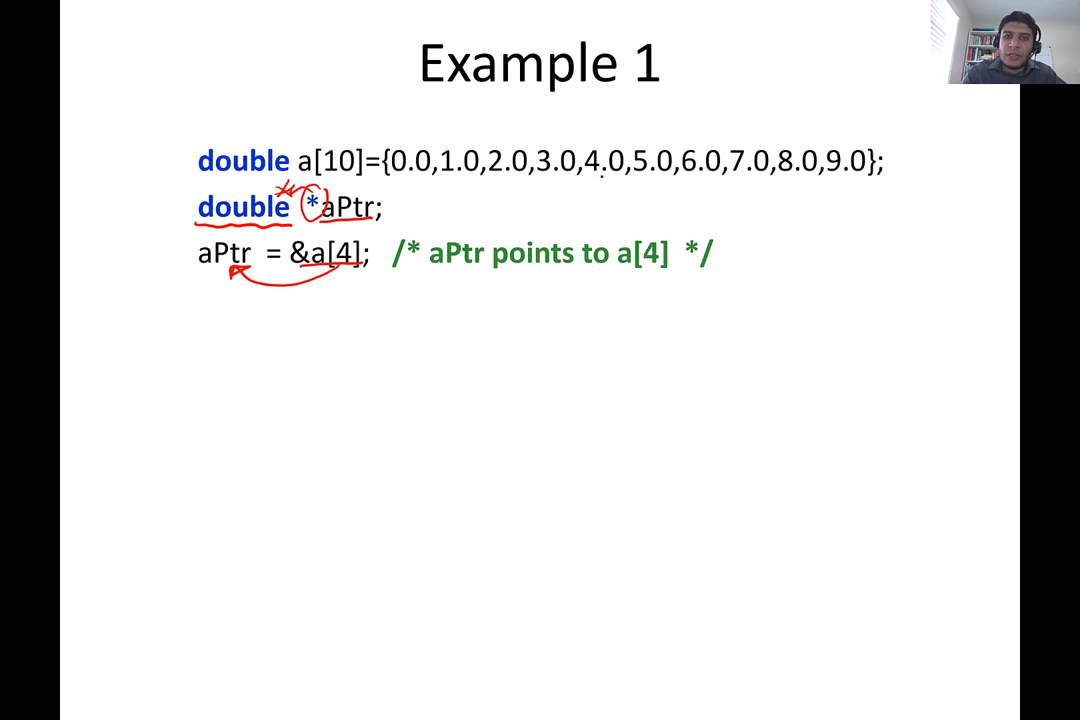 Example 1
double a[10]={0.0,1.0,2.0,3.0,4.0,5.0,6.0,7.0,8.0,9.0};
double *aPtr;
aPtr = &a[4]; /* aPtr points to a[4] */